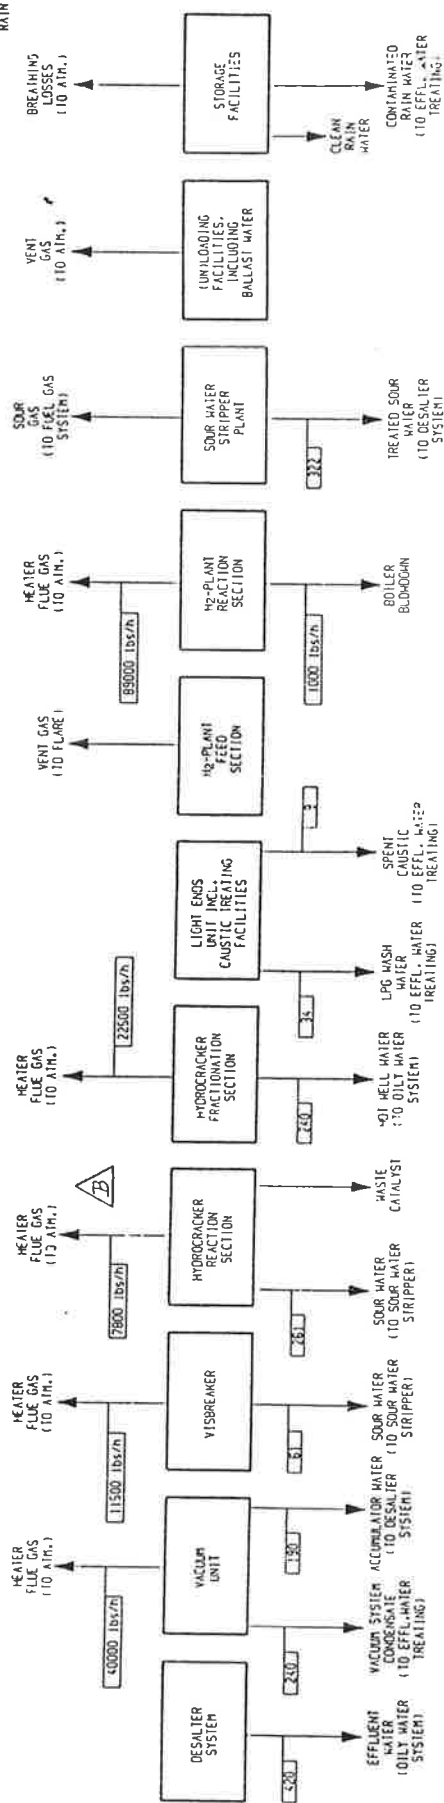 HEATER
FLUE GAS
(TO ATM.)
HEATER
FLUE GAS
(TO ATM.)
HEATER
FLUE GAS
(TO ATM.)
HEATER
FLUE GAS
(TO ATM.)
VENT GAS
(TO FLARE)
HEATER
FLUE GAS
(TO ATM.)
SOUR
GAS
(TO FUEL GAS
SYSTEM)
VENT
GAS
(TO ATM.)
BREATHING
LOSSES
(TO ATM.)
RAIN
40000 lbs/h
11500 lbs/h
7800 lbs/h
B
22500 lbs/h
89000 lbs/h
DESALTER
SYSTEM
VACUUM
UNIT
VISBREAKER
HYDROCRACKER
REACTION
SECTION
HYDROCRACKER
FRACTIONATION
SECTION
LIGHT ENDS
UNIT INCL.
CAUSTIC TREATING
FACILITIES
H2-PLANT
FEED
SECTION
H2-PLANT
REACTION
SECTION
SOUR WATER
STRIPPER
PLANT
(UN)LOADING
FACILITIES,
INCLUDING
BALLAST WATER
STORAGE
FACILITIES
420
240
190
61
261
240
34
1000 lbs/h
322
EFFLUENT
WATER
(OILY WATER
SYSTEM)
VACUUM SYSTEM
CONDENSATE
(TO EFFL.WATER
TREATING)
ACCUMULATOR WATER
(TO DESALTER
SYSTEM)
SOUR WATER
(TO SOUR WATER
STRIPPER)
SOUR WATER
(TO SOUR WATER
STRIPPER)
WASTE
CATALYST
HOT WELL WATER
(TO OILY WATER
SYSTEM)
LPG WASH
WATER
(TO EFFL. WATER
TREATING)
SPENT
CAUSTIC
(TO EFFL. WATER
TREATING)
BOILER
BLOWDOWN
TREATED SOUR
WATER
(TO DESALTER
SYSTEM)
CLEAN
RAIN
WATER
CONTAMINATED
RAIN WATER
(TO EFFL. WATER
TREATING)